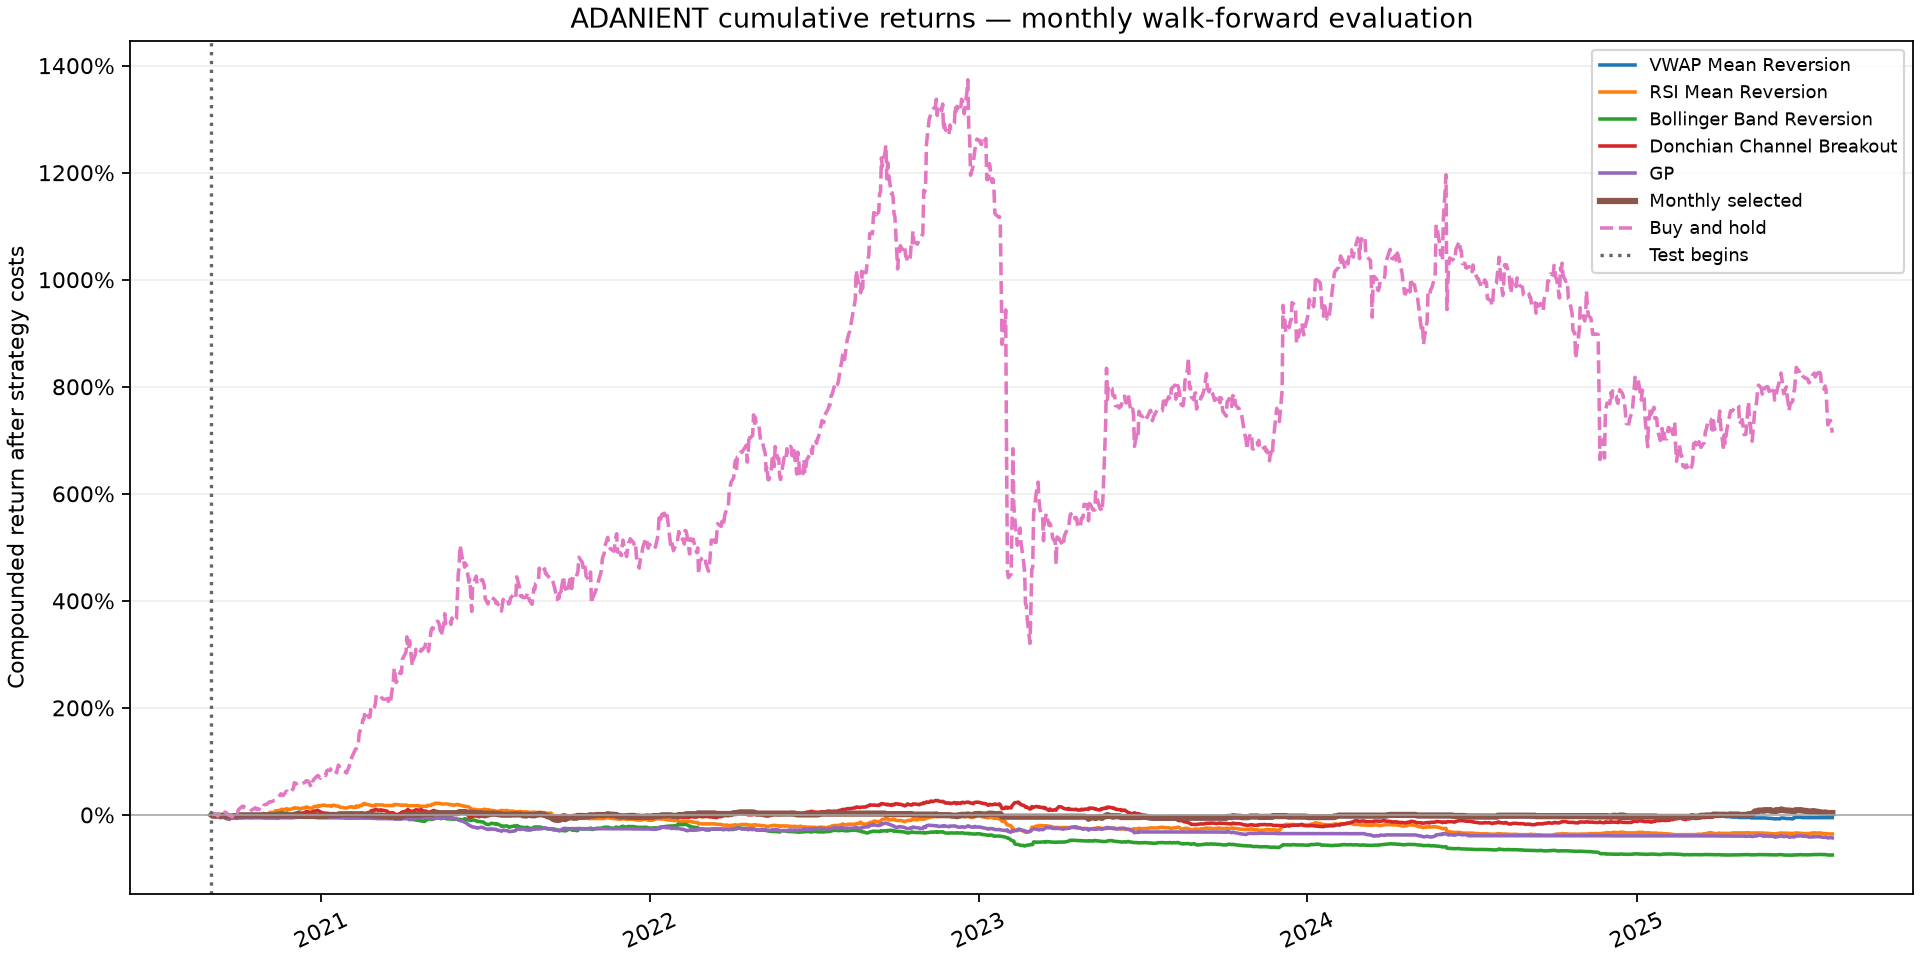 ADANIENT cumulative returns — monthly walk-forward evaluation
Compounded return after strategy costs
1400%
1200%
1000%
800%
600%
400%
200%
0%
2021
2022
2023
2024
2025
VWAP Mean Reversion
RSI Mean Reversion
Bollinger Band Reversion
Donchian Channel Breakout
GP
Monthly selected
Buy and hold
Test begins